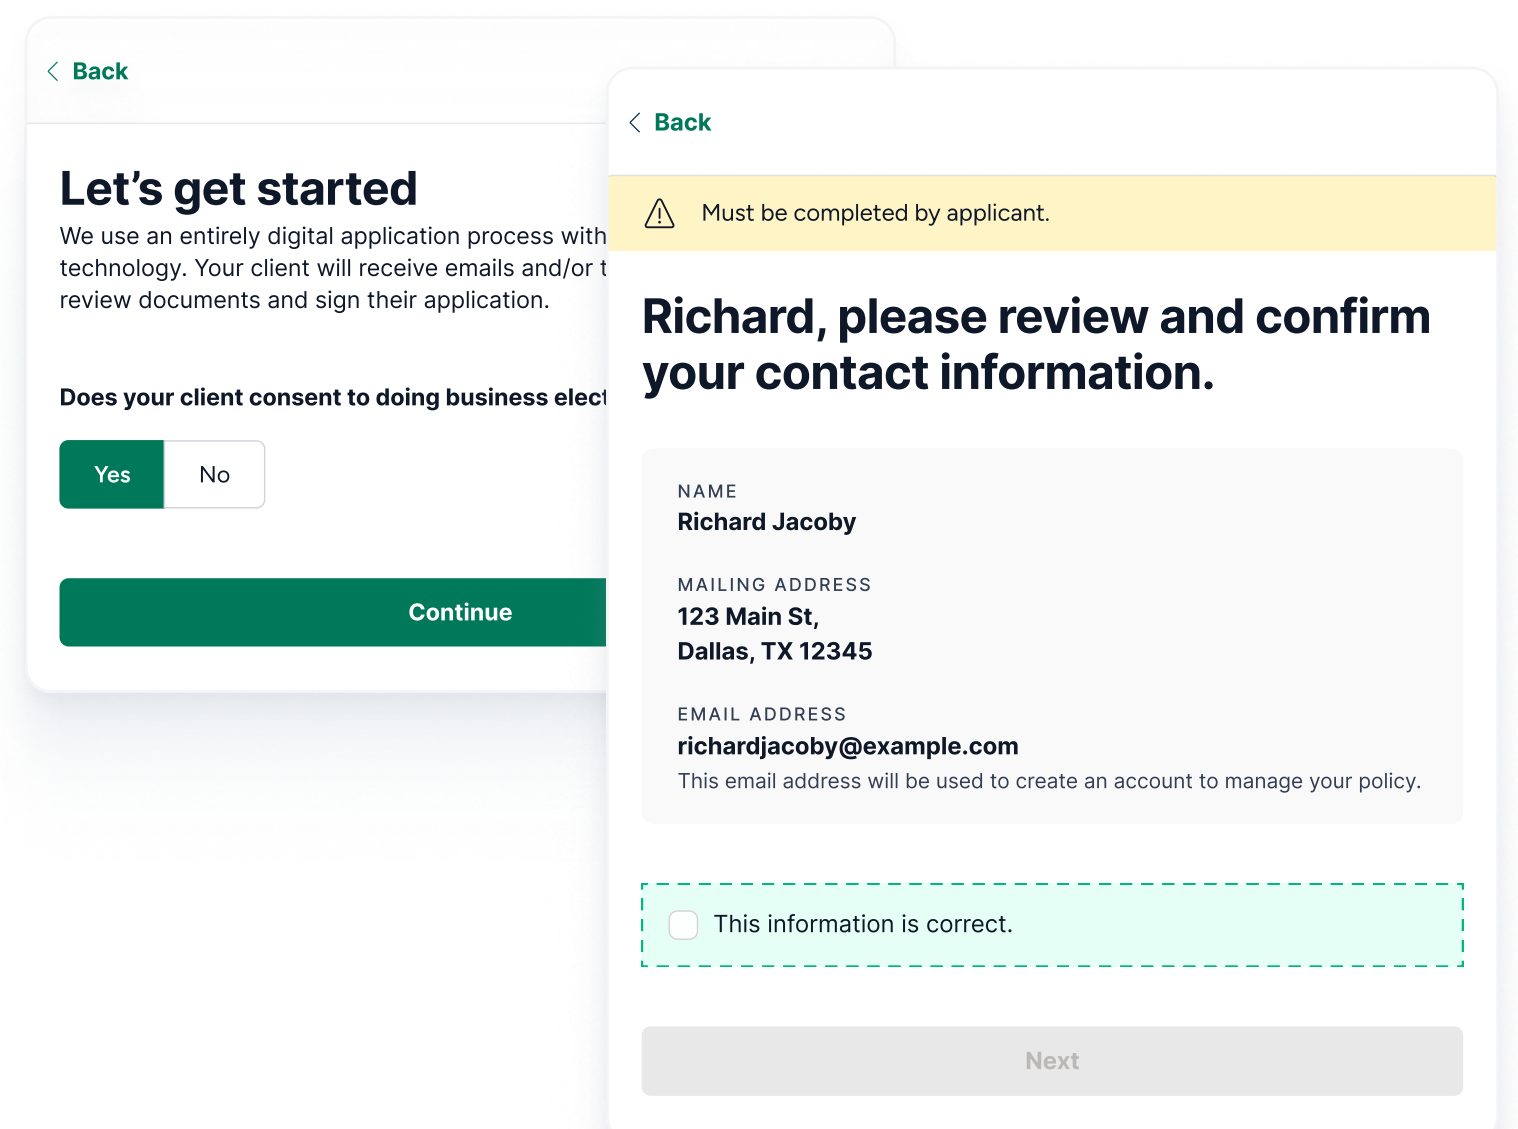 Back
Let’s get started
We use an entirely digital application process with
technology. Your client will receive emails and/or
review documents and sign their application.
Does your client consent to doing business
Yes
No
Continue
Back
Must be completed by applicant.
Richard, please review and confirm
your contact information.
NAME
Richard Jacoby
MAILING ADDRESS
123 Main St,
Dallas, TX 12345
EMAIL ADDRESS
richardjacoby@example.com
This email address will be used to create an account to manage your policy.
This information is correct.
Next